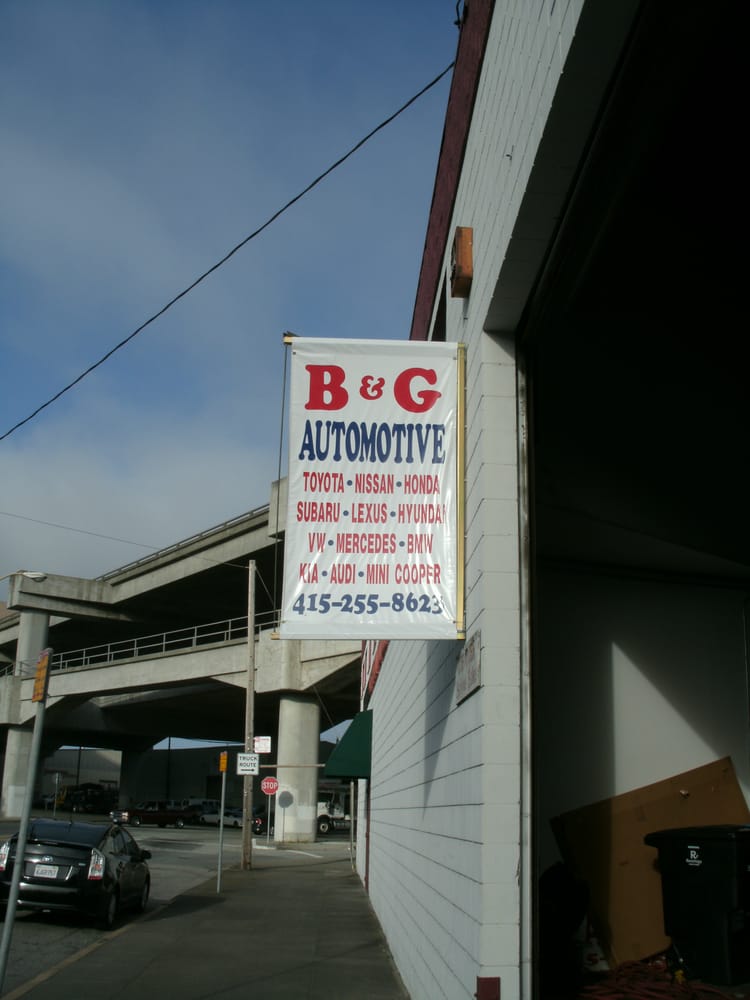 B & G
AUTOMOTIVE
TOYOTA • NISSAN • HONDA
SUBARU • LEXUS • HYUNDAI
VW • MERCEDES • BMW
KIA • AUDI • MINI COOPER
415-255-8623
TRUCK
ROUTE
STOP